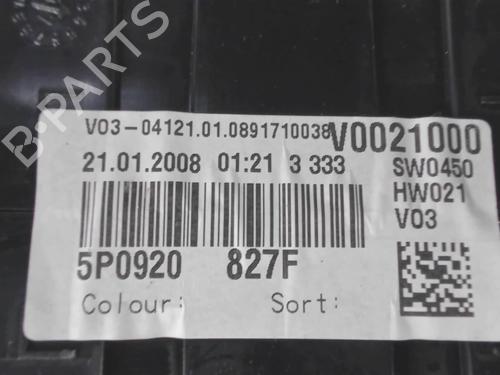 V03-04121.01.0891710038 V0021000
21.01.2008 01:21 3 333 SW0450
HW021
V03
5P0920 827F
Colour: Sort:
B-PARTS